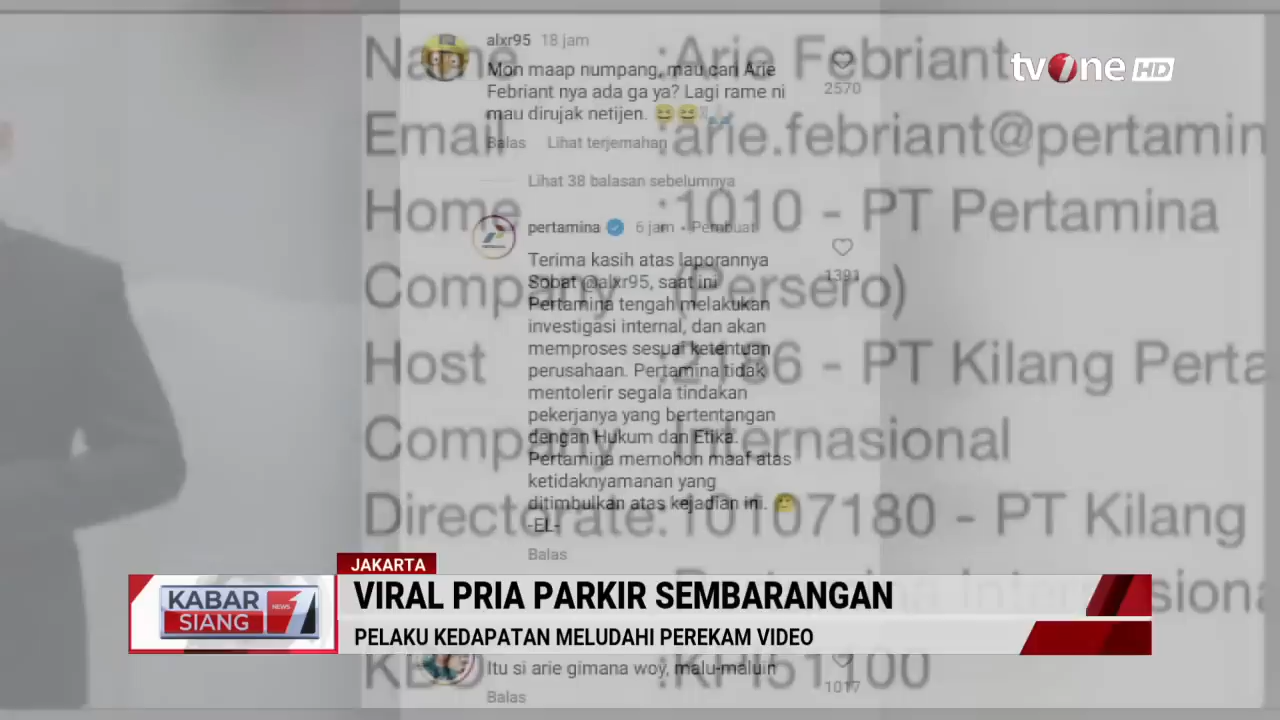 alxr95 18 jam
Mon maap numpang, mau cari Arie
Febriant nya ada ga ya? Lagi rame ni
mau dirujak netijen. 😆😆
2570
Balas Lihat terjemahan
Lihat 38 balasan sebelumnya
pertamina 6 jam • Pembuat
Terima kasih atas laporannya
Sobat @alxr95, saat ini
Pertamina tengah melakukan
investigasi internal, dan akan
memproses sesuai ketentuan
perusahaan. Pertamina tidak
mentolerir segala tindakan
pekerjanya yang bertentangan
dengan Hukum dan Etika.
Pertamina memohon maaf atas
ketidaknyamanan yang
ditimbulkan atas kejadian ini.
-EL-
1391
Balas
Itu si arie gimana woy, malu-maluin
1017
Balas
Name :Arie Febriant
Email :arie.febriant@pertamin
Home :1010 - PT Pertamina
Company (Persero)
Host :2186 - PT Kilang Perta
Company Internasional
Directorate:10107180 - PT Kilang
tvOne HD
JAKARTA
VIRAL PRIA PARKIR SEMBARANGAN
PELAKU KEDAPATAN MELUDAHI PEREKAM VIDEO
KABAR
SIANG
NEWS 1